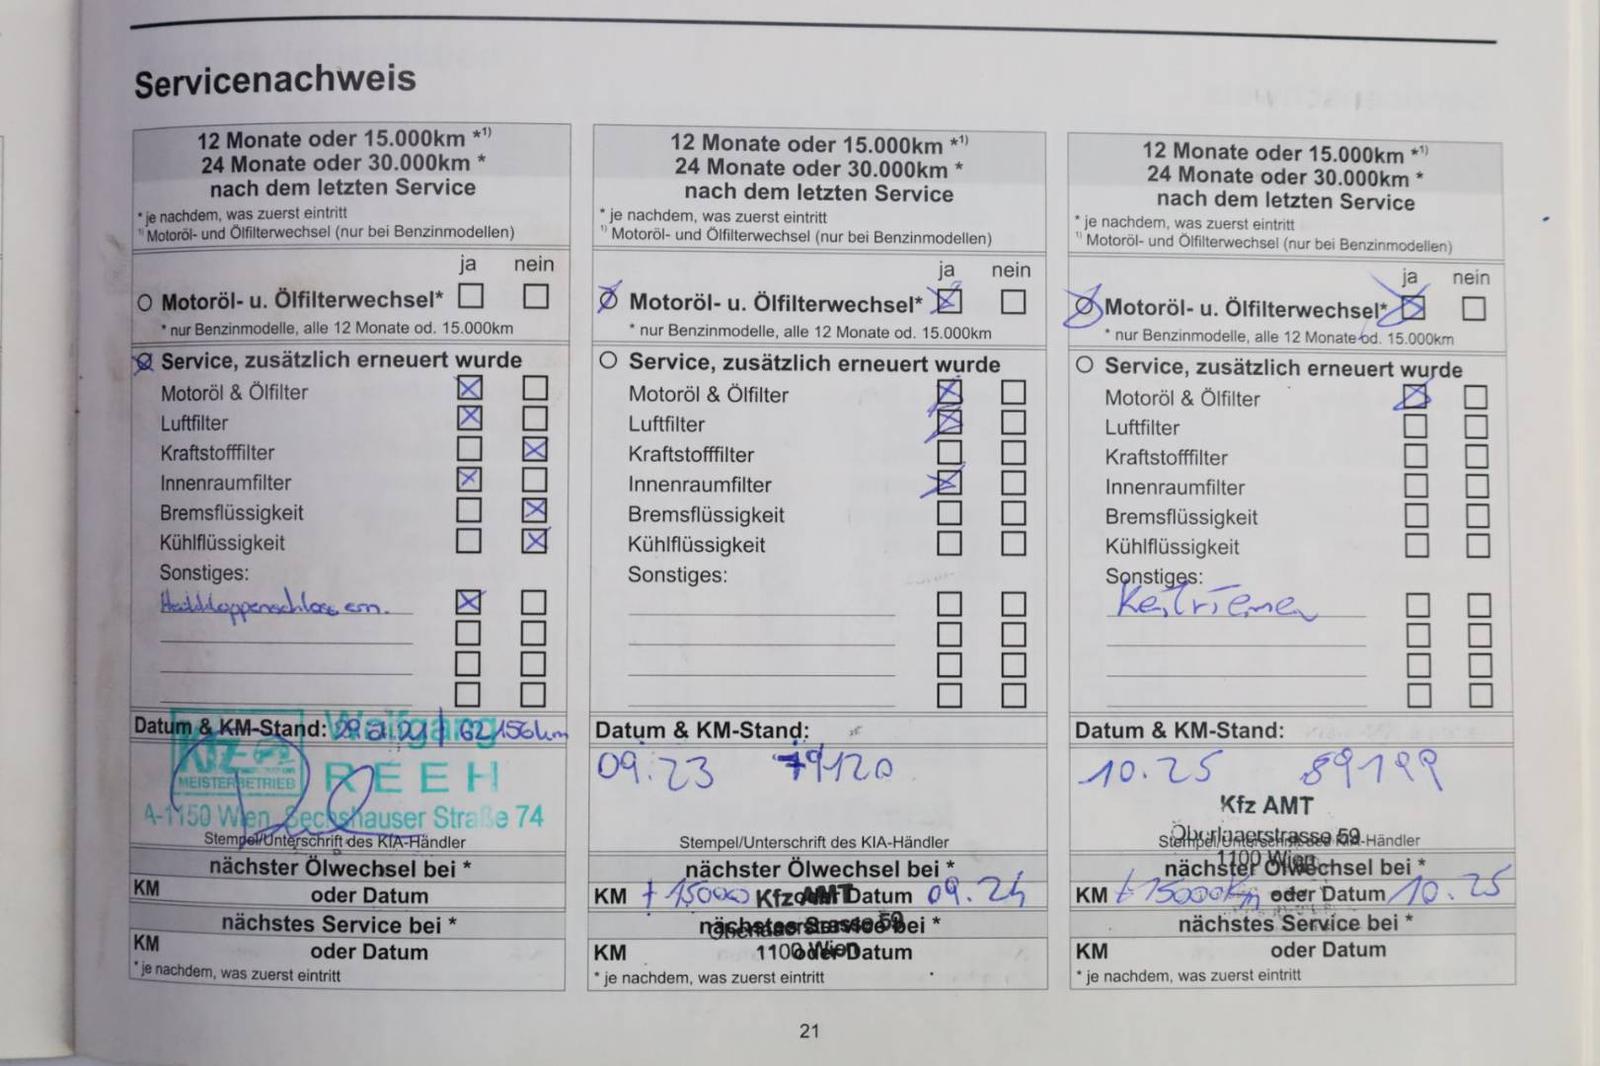 Servicenachweis
12 Monate oder 15.000km *1)
24 Monate oder 30.000km *
nach dem letzten Service
* je nachdem, was zuerst eintritt
1) Motoröl- und Ölfilterwechsel (nur bei Benzinmodellen)
ja nein
Motoröl- u. Ölfilterwechsel*
* nur Benzinmodelle, alle 12 Monate od. 15.000km
Service, zusätzlich erneuert wurde
Motoröl & Ölfilter
Luftfilter
Kraftstofffilter
Innenraumfilter
Bremsflüssigkeit
Kühlflüssigkeit
Sonstiges:
Heckklappenschloss ern.
Datum & KM-Stand: 62156km
Wolfgang
Kfz
MEISTERBETRIEB
REEH
A-1150 Wien, Sechshauser Straße 74
Stempel/Unterschrift des KIA-Händler
nächster Ölwechsel bei *
KM oder Datum
nächstes Service bei *
KM oder Datum
* je nachdem, was zuerst eintritt
12 Monate oder 15.000km *1)
24 Monate oder 30.000km *
nach dem letzten Service
* je nachdem, was zuerst eintritt
1) Motoröl- und Ölfilterwechsel (nur bei Benzinmodellen)
ja nein
Motoröl- u. Ölfilterwechsel*
* nur Benzinmodelle, alle 12 Monate od. 15.000km
Service, zusätzlich erneuert wurde
Motoröl & Ölfilter
Luftfilter
Kraftstofffilter
Innenraumfilter
Bremsflüssigkeit
Kühlflüssigkeit
Sonstiges:
Datum & KM-Stand:
09.23 79120
Stempel/Unterschrift des KIA-Händler
nächster Ölwechsel bei *
KM + 15000 Kfz AMT oder Datum 09.24
nächstes Service bei *
KM 1100 Wien oder Datum
* je nachdem, was zuerst eintritt
12 Monate oder 15.000km *1)
24 Monate oder 30.000km *
nach dem letzten Service
* je nachdem, was zuerst eintritt
1) Motoröl- und Ölfilterwechsel (nur bei Benzinmodellen)
ja nein
Motoröl- u. Ölfilterwechsel*
* nur Benzinmodelle, alle 12 Monate od. 15.000km
Service, zusätzlich erneuert wurde
Motoröl & Ölfilter
Luftfilter
Kraftstofffilter
Innenraumfilter
Bremsflüssigkeit
Kühlflüssigkeit
Sonstiges:
Keilriemen
Datum & KM-Stand:
10.25 89199
Kfz AMT
Oberlaaerstrasse 59
Stempel/Unterschrift des KIA-Händler
1100 Wien
nächster Ölwechsel bei *
KM + 15000Km oder Datum 10.25
nächstes Service bei *
KM oder Datum
* je nachdem, was zuerst eintritt
21